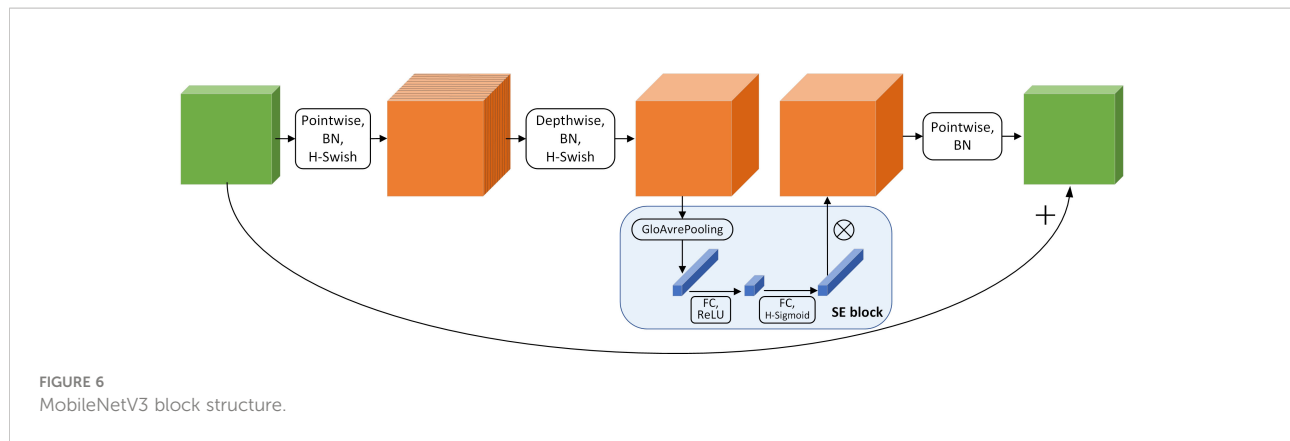 Pointwise,
BN,
H-Swish
Depthwise,
BN,
H-Swish
Pointwise,
BN
GloAvrePooling
FC,
ReLU
FC,
H-Sigmoid
SE block
+
FIGURE 6
MobileNetV3 block structure.